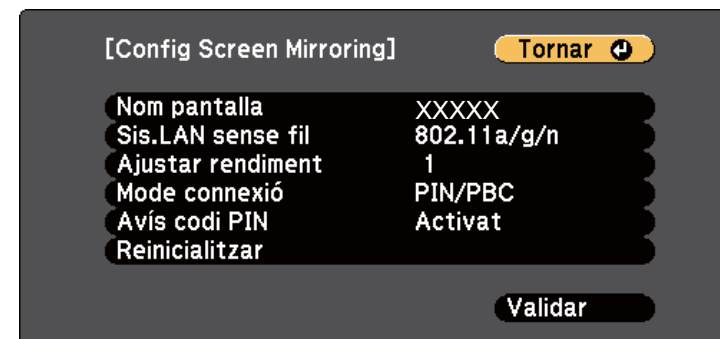 [Config Screen Mirroring] Tornar
Nom pantalla XXXXX
Sis.LAN sense fil 802.11a/g/n
Ajustar rendiment 1
Mode connexió PIN/PBC
Avís codi PIN Activat
Reinicialitzar
Validar